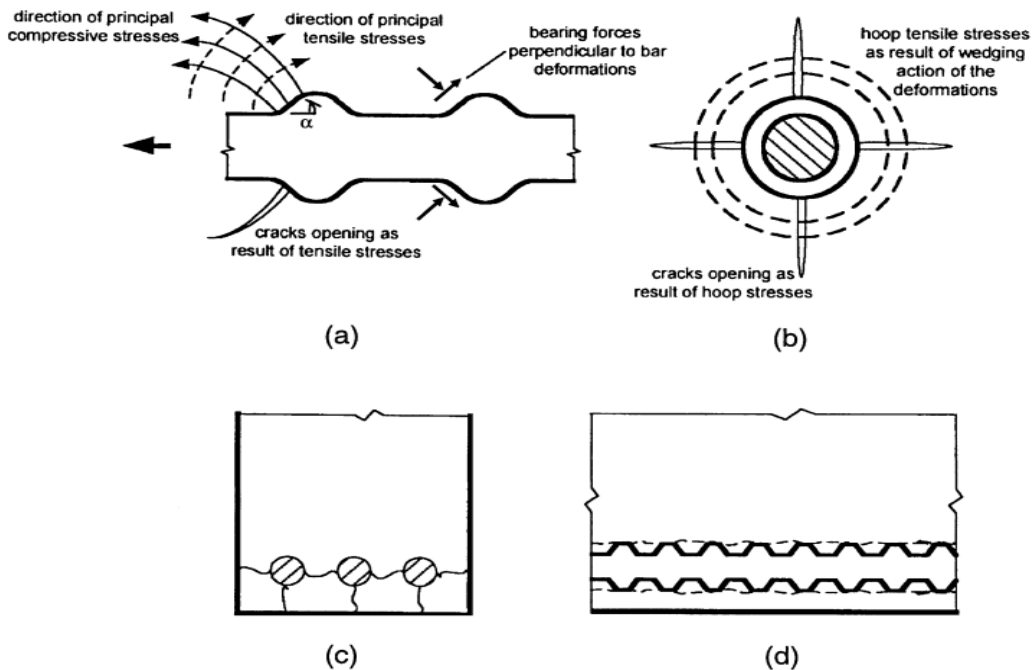 direction of principal
compressive stresses
direction of principal
tensile stresses
bearing forces
perpendicular to bar
deformations
α
cracks opening as
result of tensile stresses
(a)
hoop tensile stresses
as result of wedging
action of the
deformations
cracks opening as
result of hoop stresses
(b)
(c)
(d)